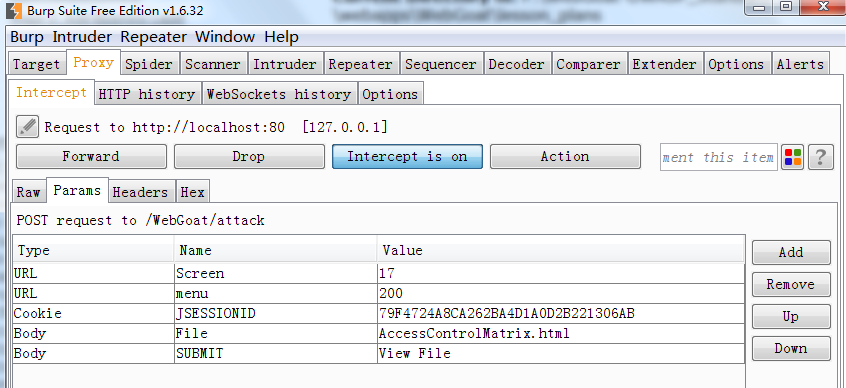 Burp Suite Free Edition v1.6.32
\webapps\WebGoat\lesson_plans
Burp Intruder Repeater Window Help
Target Proxy Spider Scanner Intruder Repeater Sequencer Decoder Comparer Extender Options Alerts
Intercept HTTP history WebSockets history Options
Request to http://localhost:80 [127.0.0.1]
Forward Drop Intercept is on Action ment this item ?
Raw Params Headers Hex
POST request to /WebGoat/attack
Type Name Value
Add
URL Screen 17
URL menu 200
Remove
Cookie JSESSIONID 79F4724A8CA262BA4D1A0D2B221306AB
Up
Body File AccessControlMatrix.html
Body SUBMIT View File
Down